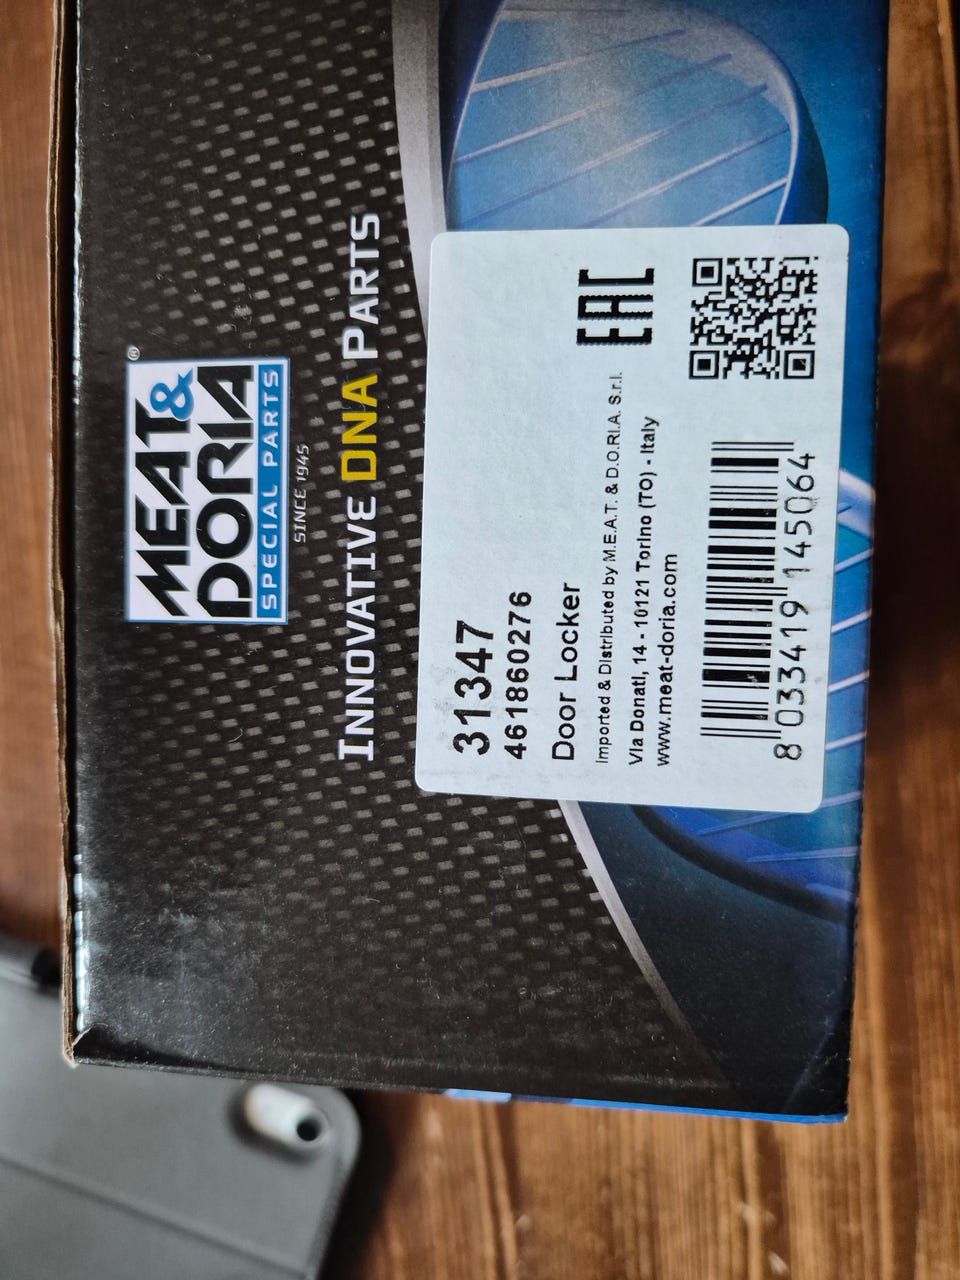 MEAT&
DORIA®
SPECIAL PARTS
SINCE 1945
INNOVATIVE DNA PARTS
31347
461860276
Door Locker
EAC
Imported & Distributed by M.E.A.T. & D.O.RI.A. S.r.l.
Via Donati, 14 - 10121 Torino (TO) - Italy
www.meat-doria.com
8 033419 145064